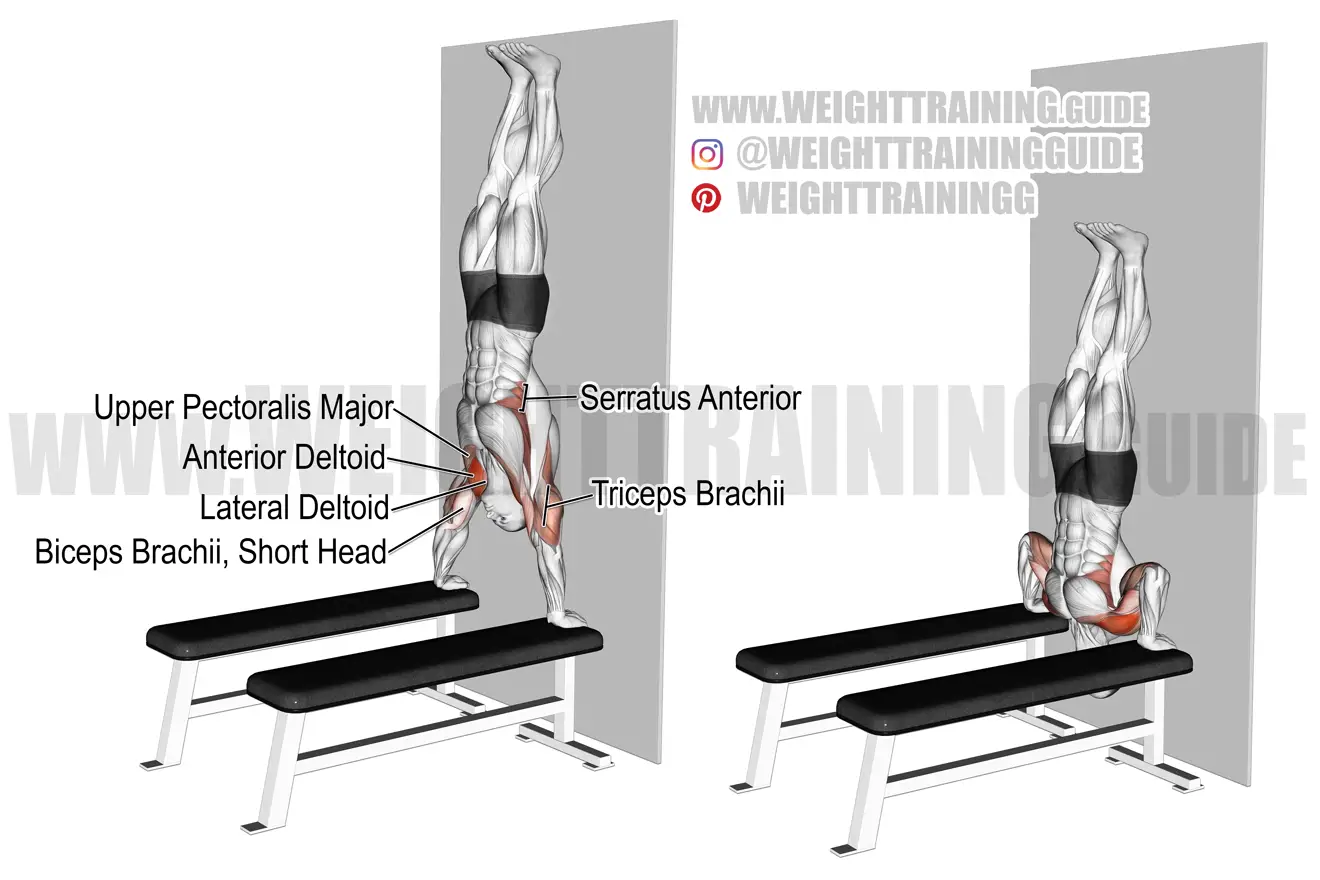 www.WEIGHTTRAINING.GUIDE
@WEIGHTTRAININGGUIDE
WEIGHTTRAININGG
WWW.WEIGHTTRAINING.GUIDE
Upper Pectoralis Major
Serratus Anterior
Anterior Deltoid
Lateral Deltoid
Triceps Brachii
Biceps Brachii, Short Head